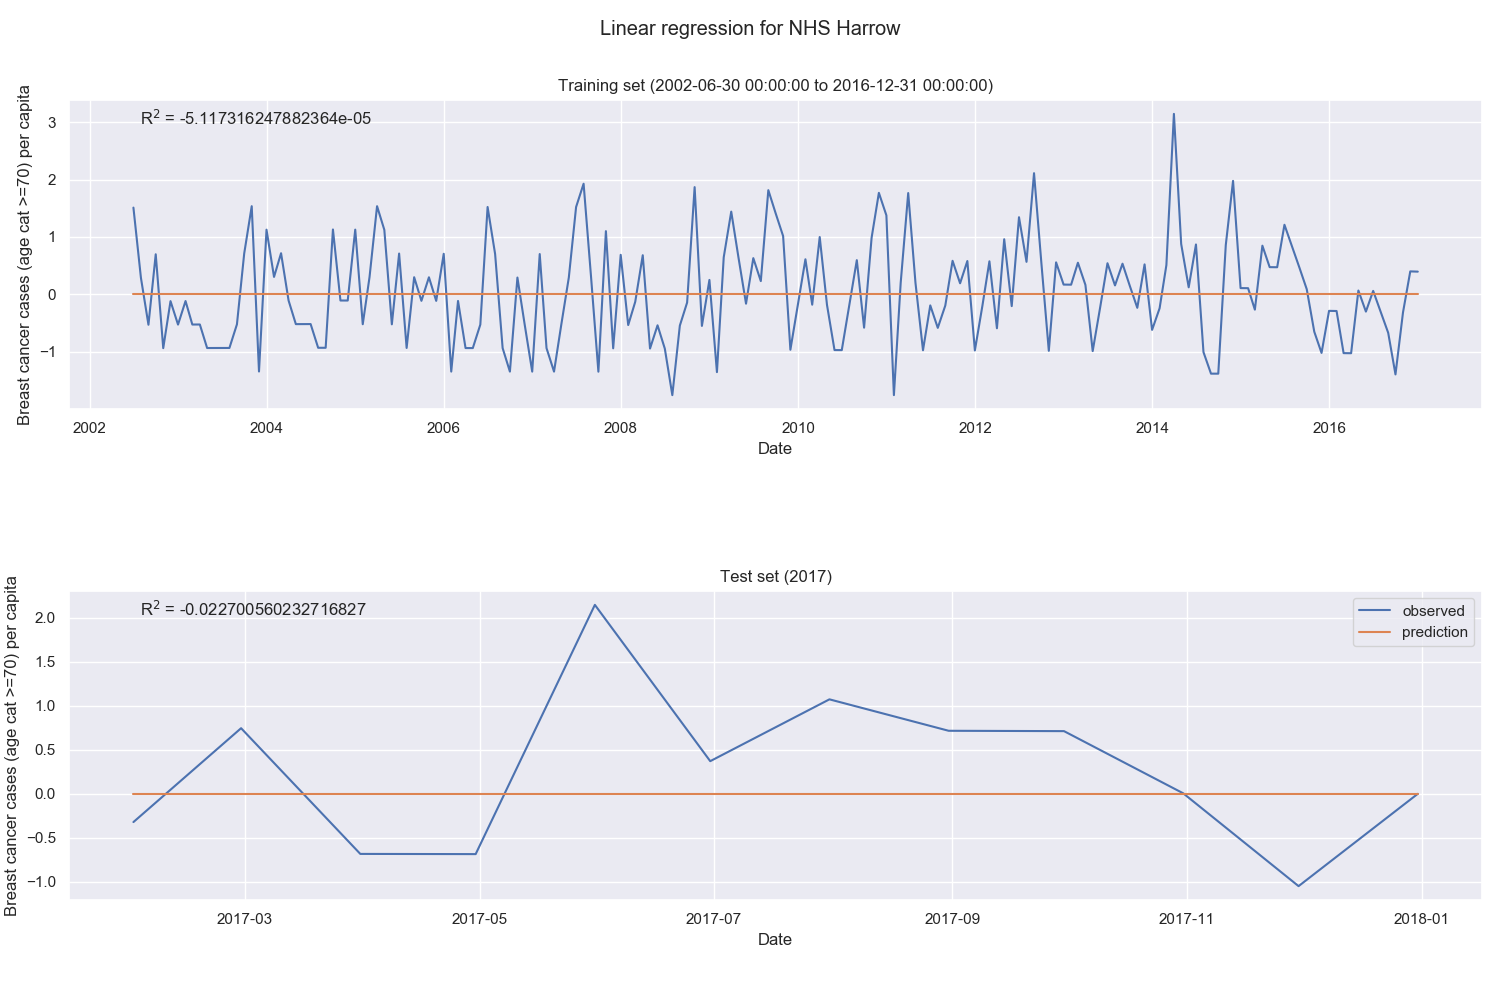 Linear regression for NHS Harrow
Training set (2002-06-30 00:00:00 to 2016-12-31 00:00:00)
R² = -5.117316247882364e-05
Breast cancer cases (age cat >=70) per capita
3
2
1
0
−1
2002 2004 2006 2008 2010 2012 2014 2016
Date
Test set (2017)
R² = -0.022700560232716827
observed
prediction
Breast cancer cases (age cat >=70) per capita
2.0
1.5
1.0
0.5
0.0
−0.5
−1.0
2017-03 2017-05 2017-07 2017-09 2017-11 2018-01
Date